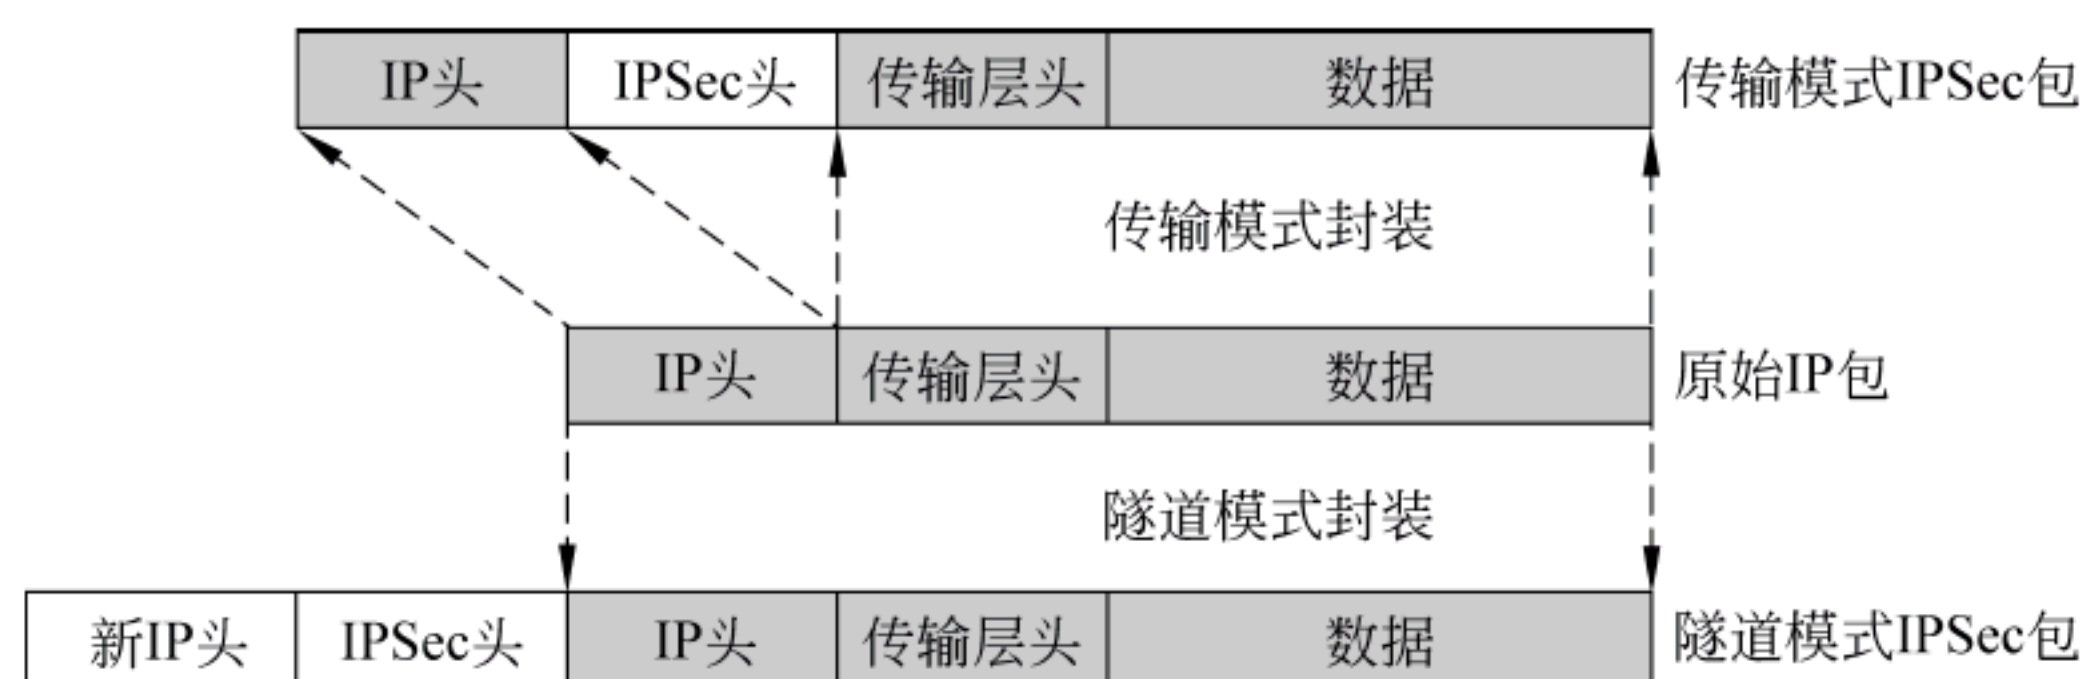 IP头 IPSec头 传输层头 数据 传输模式IPSec包
传输模式封装
IP头 传输层头 数据 原始IP包
隧道模式封装
新IP头 IPSec头 IP头 传输层头 数据 隧道模式IPSec包